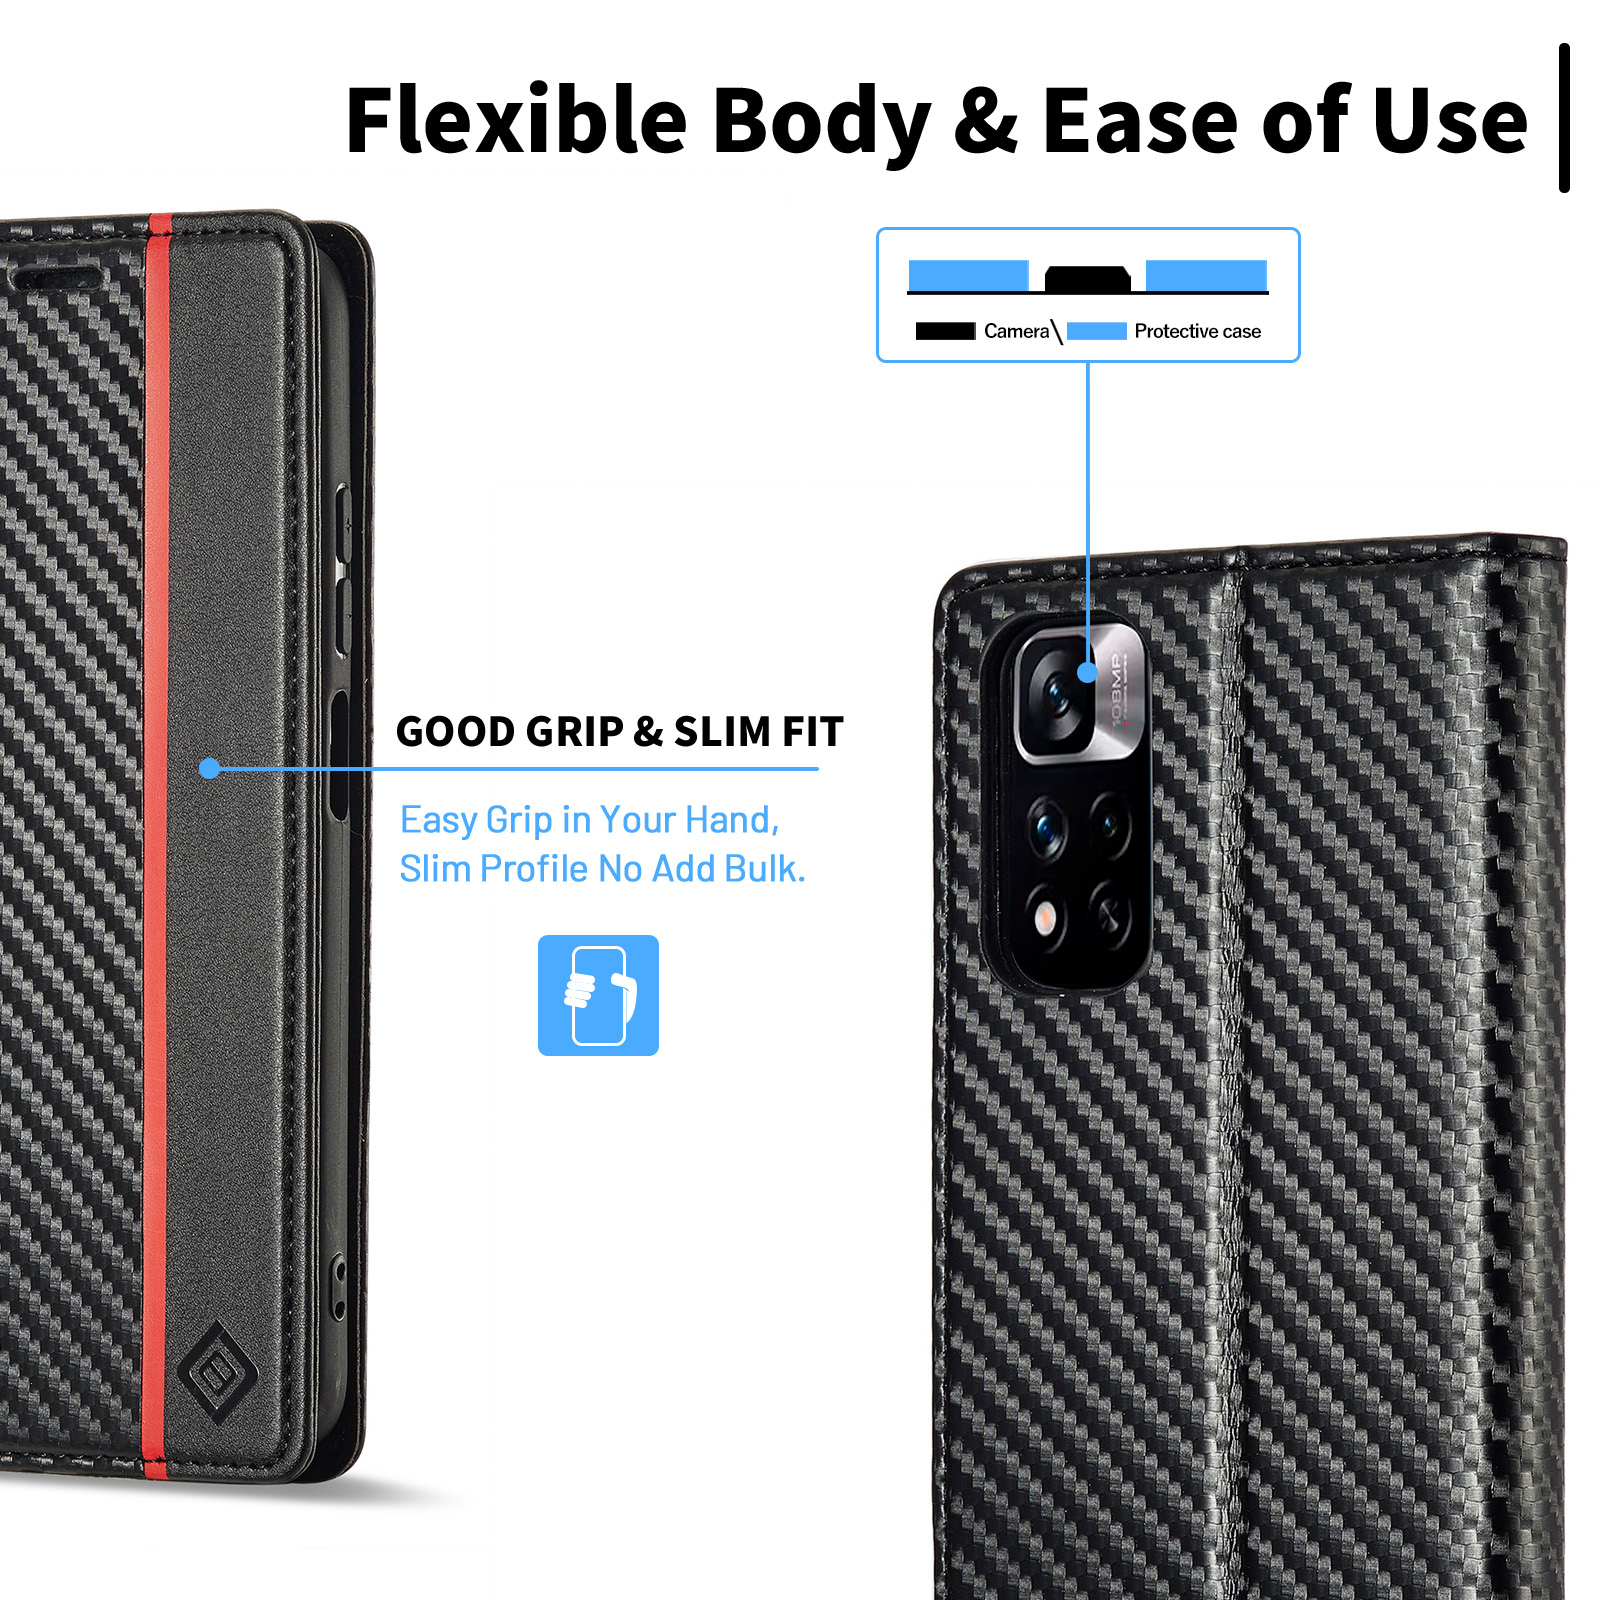 Flexible Body & Ease of Use
Camera\ Protective case
108MP
GOOD GRIP & SLIM FIT
Easy Grip in Your Hand,
Slim Profile No Add Bulk.